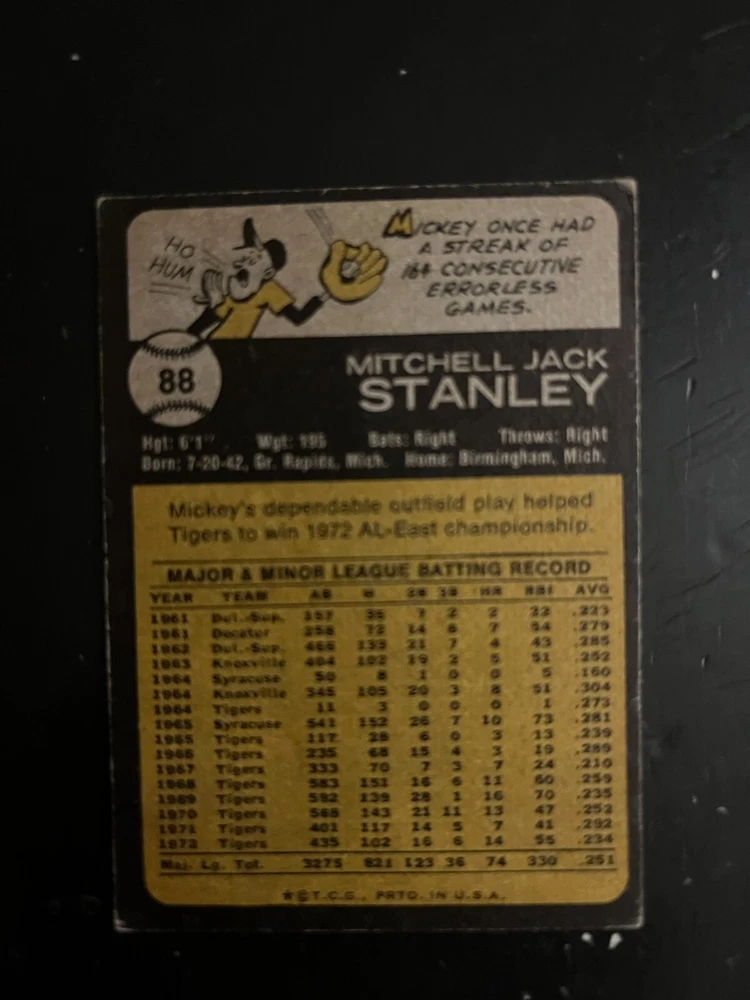 HO
HUM
MICKEY ONCE HAD
A STREAK OF
164 CONSECUTIVE
ERRORLESS
GAMES.
88
MITCHELL JACK
STANLEY
Hgt: 6'1" Wgt: 195 Bats: Right Throws: Right
Born: 7-20-42, Gr. Rapids, Mich. Home: Birmingham, Mich.
Mickey's dependable outfield play helped
Tigers to win 1972 AL-East championship.
MAJOR & MINOR LEAGUE BATTING RECORD
YEAR TEAM AB H 2B 3B HR RBI AVG
1961 Dul.-Sup. 157 35 7 2 2 22 .223
1961 Decatur 258 72 14 6 7 54 .279
1962 Dul.-Sup. 466 133 21 7 4 43 .285
1963 Knoxville 404 102 19 2 5 51 .252
1964 Syracuse 50 8 1 0 0 5 .160
1964 Knoxville 345 105 20 3 8 51 .304
1964 Tigers 11 3 0 0 0 1 .273
1965 Syracuse 541 152 26 7 10 73 .281
1965 Tigers 117 28 6 0 3 13 .239
1966 Tigers 235 68 15 4 3 19 .289
1967 Tigers 333 70 7 3 7 24 .210
1968 Tigers 583 151 16 6 11 60 .259
1969 Tigers 592 139 28 1 16 70 .235
1970 Tigers 568 143 21 11 13 47 .252
1971 Tigers 401 117 14 5 7 41 .292
1972 Tigers 435 102 16 6 14 55 .234
Maj. Lg. Tot. 3275 821 123 36 74 330 .251
★©T.C.G., PRTD. IN U.S.A.